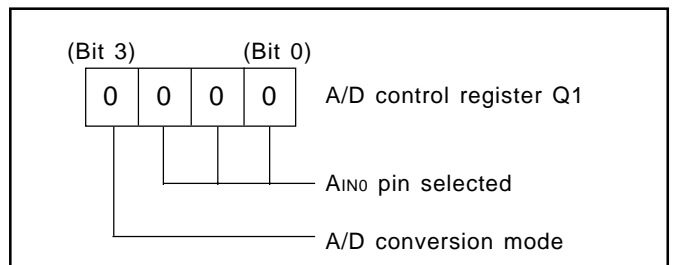 (Bit 3) (Bit 0)
0 0 0 0 A/D control register Q1
AIN0 pin selected
A/D conversion mode